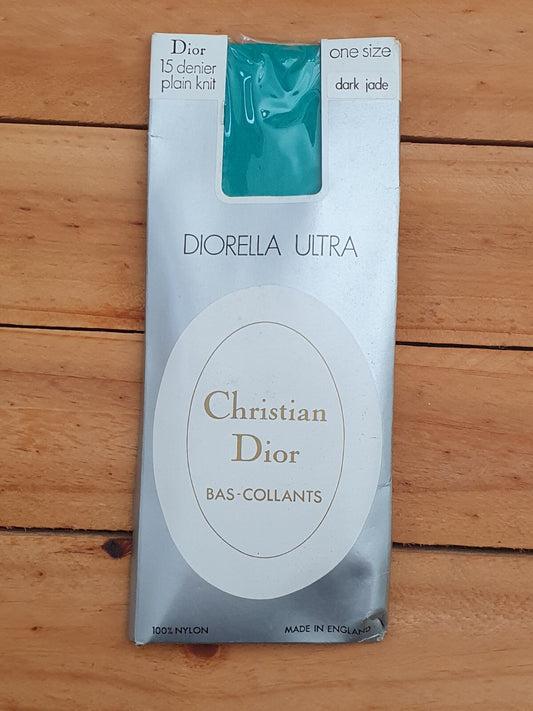 Dior
15 denier
plain knit
one size
dark jade
DIORELLA ULTRA
Christian
Dior
BAS-COLLANTS
100% NYLON
MADE IN ENGLAND